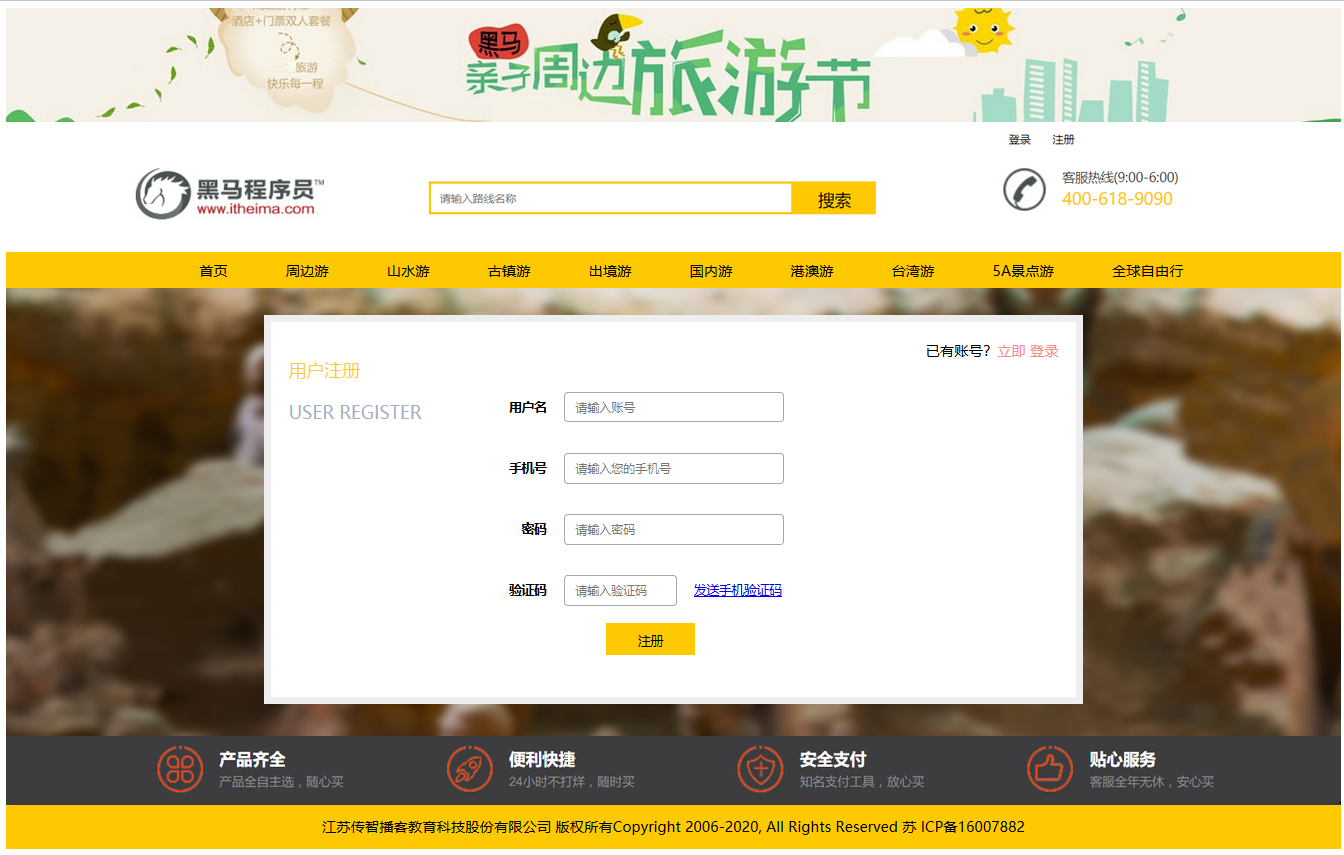 酒店+门票双人套餐
旅游
快乐每一程
黑马
亲子周边旅游节
登录 注册
黑马程序员™
www.itheima.com
请输入路线名称 搜索
客服热线(9:00-6:00)
400-618-9090
首页 周边游 山水游 古镇游 出境游 国内游 港澳游 台湾游 5A景点游 全球自由行
已有账号？立即 登录
用户注册
USER REGISTER
用户名 请输入账号
手机号 请输入您的手机号
密码 请输入密码
验证码 请输入验证码 发送手机验证码
注册
产品齐全 便利快捷 安全支付 贴心服务
产品全自主选，随心买 24小时不打烊，随时买 知名支付工具，放心买 客服全年无休，安心买
江苏传智播客教育科技股份有限公司 版权所有Copyright 2006-2020, All Rights Reserved 苏 ICP备16007882